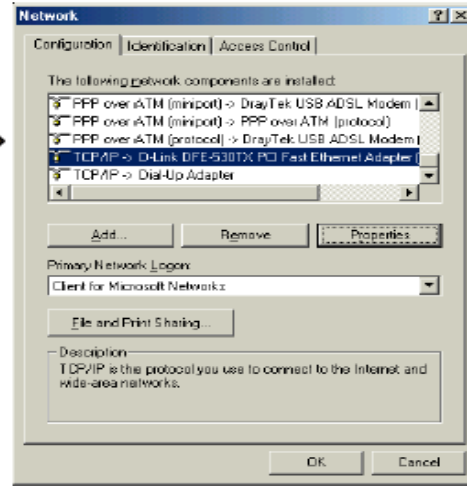 Network
Configuration
Identification
Access Control
The following network components are installed:
PPP over ATM (miniport) -> DrayTek USB ADSL Modem (
PPP over ATM (miniport) -> PPP over ATM (protocol)
PPP over ATM (protocol) -> DrayTek USB ADSL Modem (
TCP/IP -> D-Link DFE-530TX PCI Fast Ethernet Adapter (
TCP/IP -> Dial-Up Adapter
Add...
Remove
Properties
Primary Network Logon:
Client for Microsoft Networks
File and Print Sharing...
Description
TCP/IP is the protocol you use to connect to the Internet and
wide-area networks.
OK
Cancel